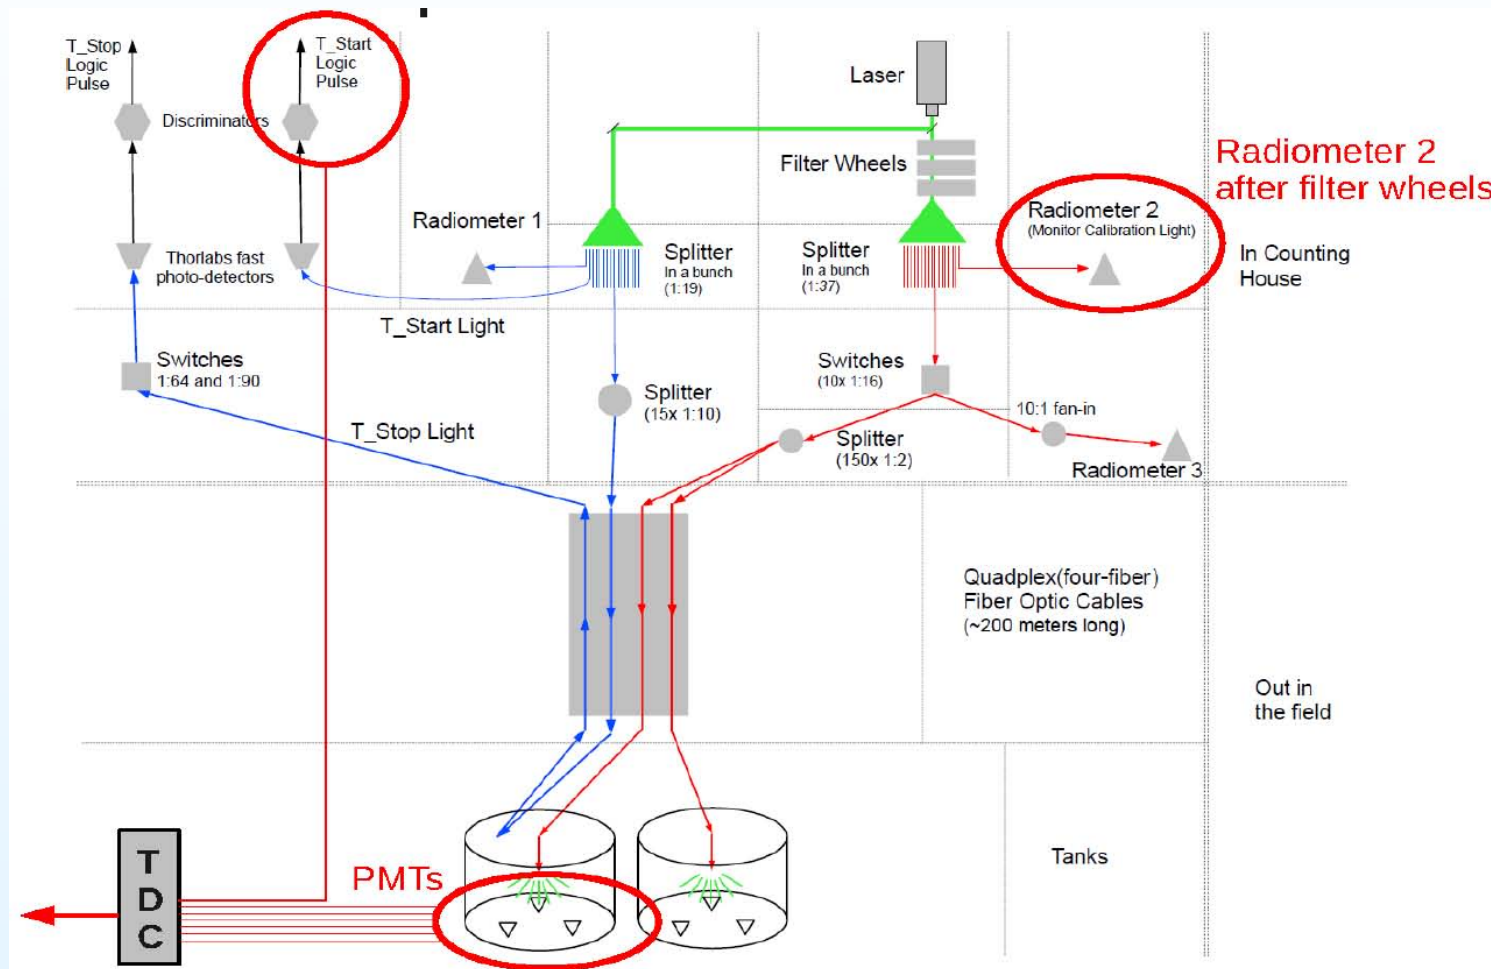 T_Stop
Logic
Pulse
T_Start
Logic
Pulse
Discriminators
Laser
Filter Wheels
Radiometer 2
after filter wheels
Radiometer 1
Radiometer 2
(Monitor Calibration Light)
Thorlabs fast
photo-detectors
Splitter
In a bunch
(1:19)
Splitter
In a bunch
(1:37)
In Counting
House
T_Start Light
Switches
1:64 and 1:90
Switches
(10x 1:16)
Splitter
(15x 1:10)
10:1 fan-in
T_Stop Light
Splitter
(150x 1:2)
Radiometer 3
Quadplex(four-fiber)
Fiber Optic Cables
(~200 meters long)
Out in
the field
Tanks
PMTs
T
D
C